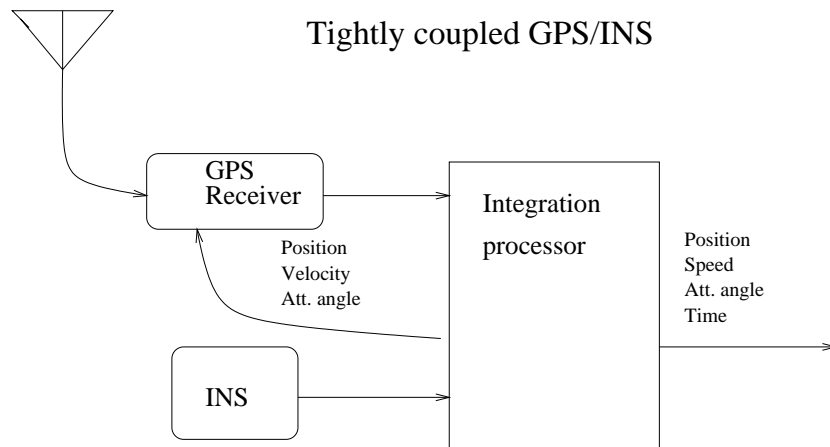 Tightly coupled GPS/INS
GPS
Receiver
Integration
processor
Position
Velocity
Att. angle
Position
Speed
Att. angle
Time
INS